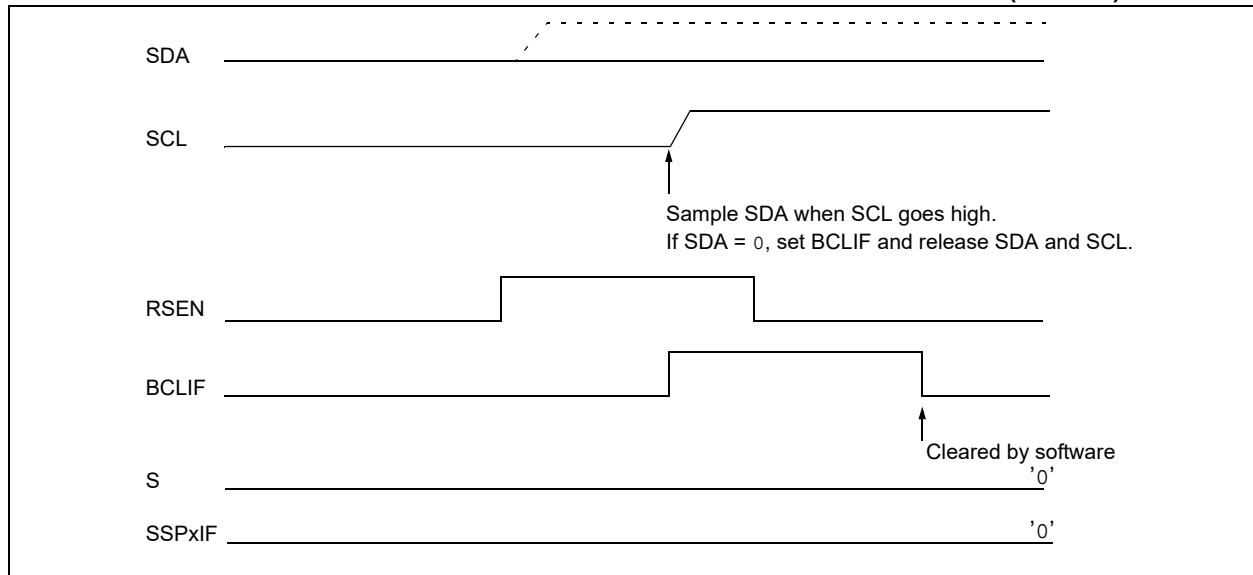 SDA
SCL
Sample SDA when SCL goes high.
If SDA = 0, set BCLIF and release SDA and SCL.
RSEN
BCLIF
Cleared by software
S
'0'
SSPxIF
'0'